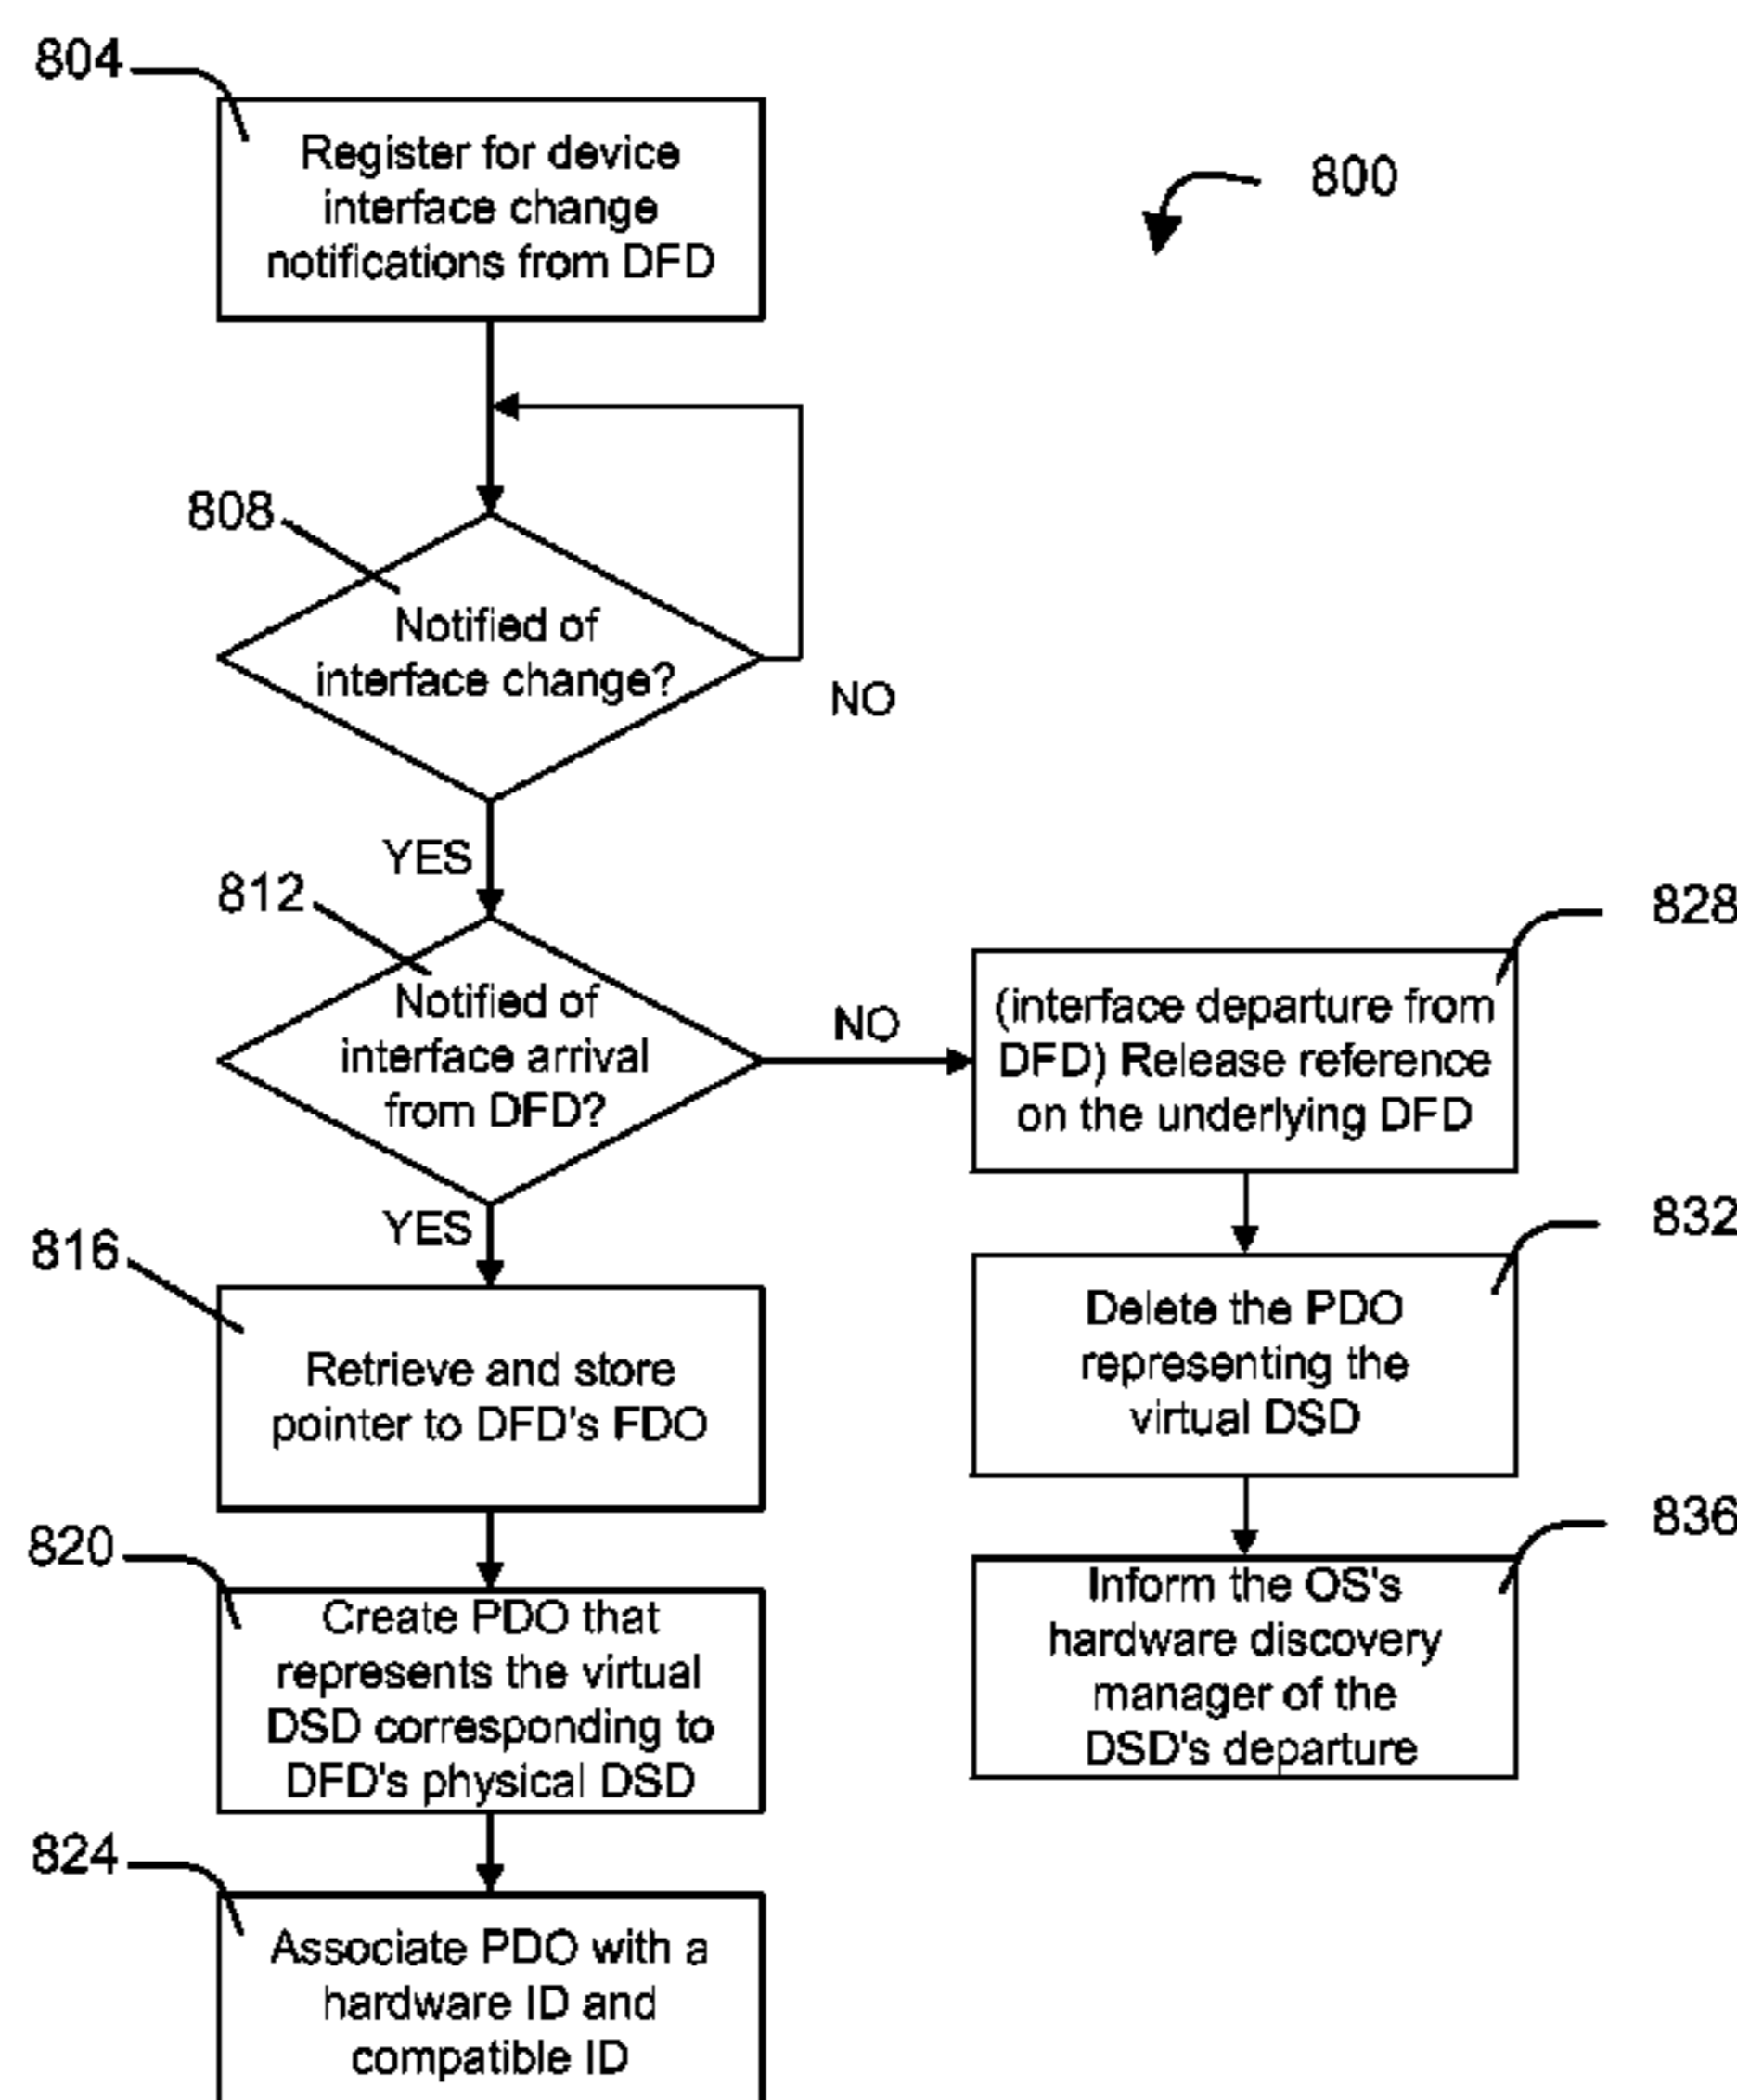 804
Register for device
interface change
notifications from DFD
800
808
Notified of
interface change?
NO
YES
812
Notified of
interface arrival
from DFD?
NO
828
(interface departure from
DFD) Release reference
on the underlying DFD
YES
816
Retrieve and store
pointer to DFD's FDO
832
Delete the PDO
representing the
virtual DSD
820
Create PDO that
represents the virtual
DSD corresponding to
DFD's physical DSD
836
Inform the OS's
hardware discovery
manager of the
DSD's departure
824
Associate PDO with a
hardware ID and
compatible ID